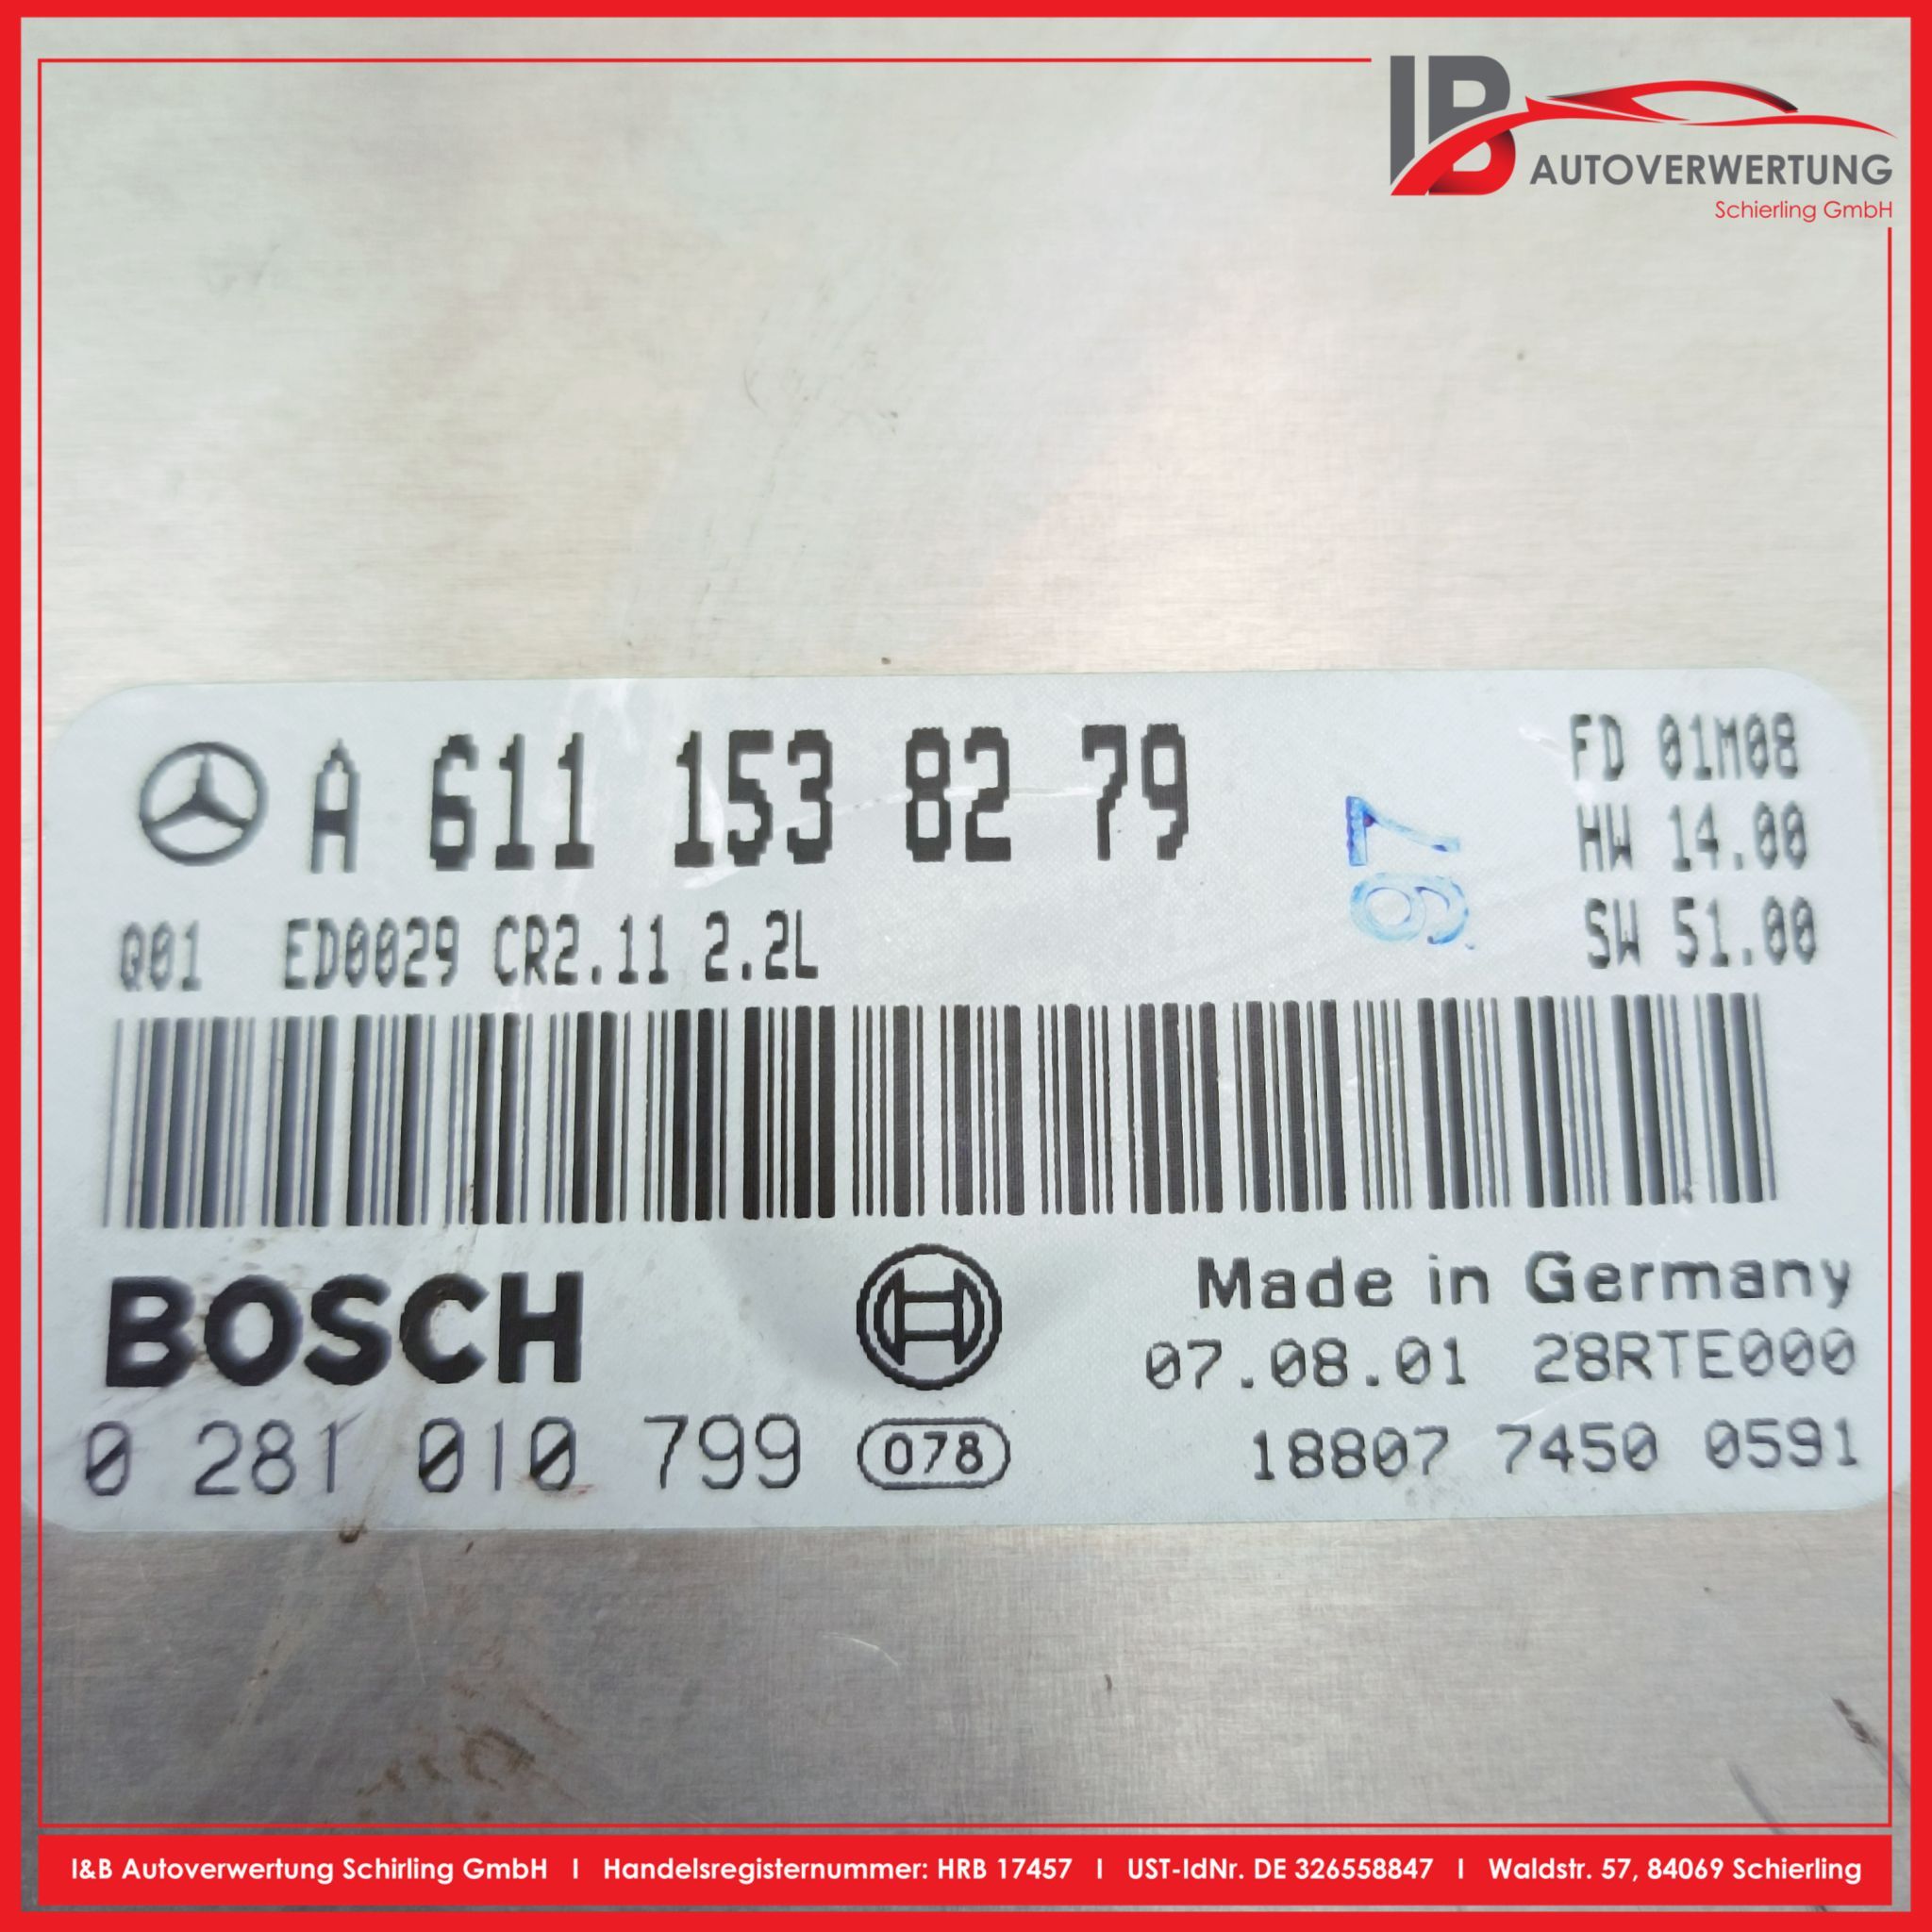 IB AUTOVERWERTUNG
Schierling GmbH
A 611 153 82 79
FD 01M08
HW 14.00
SW 51.00
97
Q01 ED0029 CR2.11 2.2L
BOSCH
Made in Germany
07.08.01 28RTE000
0 281 010 799 078 18807 7450 0591
I&B Autoverwertung Schirling GmbH I Handelsregisternummer: HRB 17457 I UST-IdNr. DE 326558847 I Waldstr. 57, 84069 Schierling